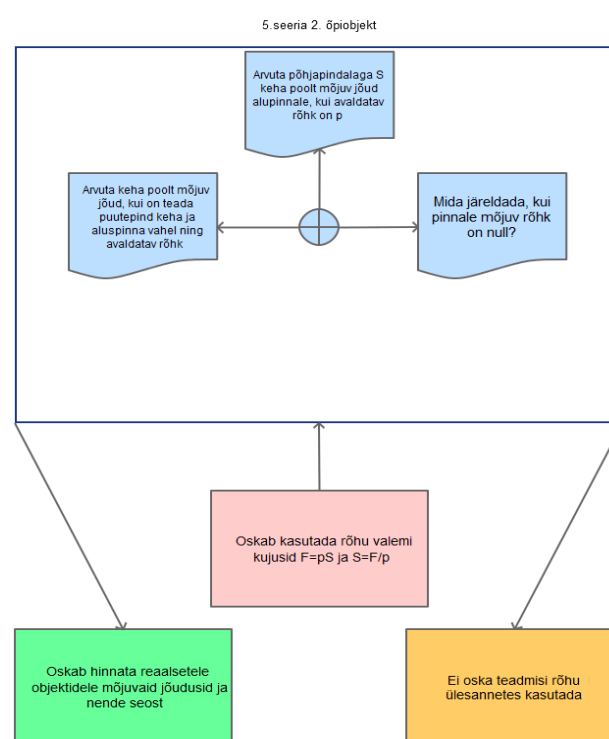 5.seeria 2. õpiobjekt
Arvuta põhjapindalaga S
keha poolt mõjuv jõud
alupinnale, kui avaldatav
rõhk on p
Arvuta keha poolt mõjuv
jõud, kui on teada
puutepind keha ja
aluspinna vahel ning
avaldatav rõhk
Mida järeldada, kui
pinnale mõjuv rõhk
on null?
Oskab kasutada rõhu valemi
kujusid F=pS ja S=F/p
Oskab hinnata reaalsetele
objektidele mõjuvaid jõudusid ja
nende seost
Ei oska teadmisi rõhu
ülesannetes kasutada